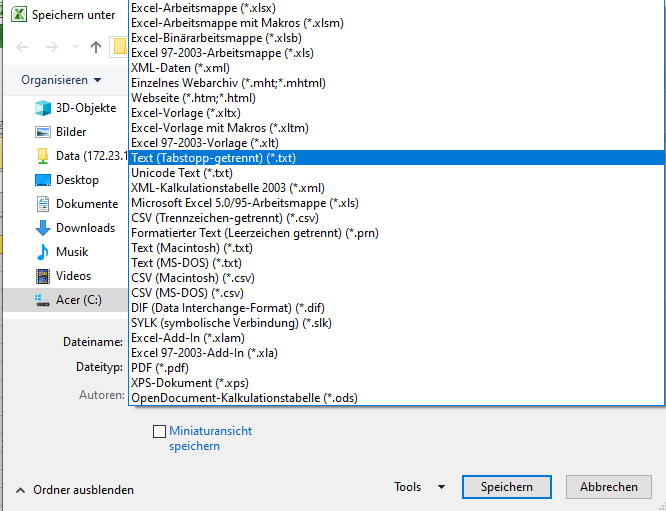 Speichern unter
Excel-Arbeitsmappe (*.xlsx)
Excel-Arbeitsmappe mit Makros (*.xlsm)
Excel-Binärarbeitsmappe (*.xlsb)
Excel 97-2003-Arbeitsmappe (*.xls)
XML-Daten (*.xml)
Einzelnes Webarchiv (*.mht;*.mhtml)
Webseite (*.htm;*.html)
Excel-Vorlage (*.xltx)
Excel-Vorlage mit Makros (*.xltm)
Excel 97-2003-Vorlage (*.xlt)
Text (Tabstopp-getrennt) (*.txt)
Unicode Text (*.txt)
XML-Kalkulationstabelle 2003 (*.xml)
Microsoft Excel 5.0/95-Arbeitsmappe (*.xls)
CSV (Trennzeichen-getrennt) (*.csv)
Formatierter Text (Leerzeichen getrennt) (*.prn)
Text (Macintosh) (*.txt)
Text (MS-DOS) (*.txt)
CSV (Macintosh) (*.csv)
CSV (MS-DOS) (*.csv)
DIF (Data Interchange-Format) (*.dif)
SYLK (symbolische Verbindung) (*.slk)
Excel-Add-In (*.xlam)
Excel 97-2003-Add-In (*.xla)
PDF (*.pdf)
XPS-Dokument (*.xps)
OpenDocument-Kalkulationstabelle (*.ods)
Organisieren
3D-Objekte
Bilder
Data (172.23.1
Desktop
Dokumente
Downloads
Musik
Videos
Acer (C:)
Dateiname:
Dateityp:
Autoren:
Miniaturansicht
speichern
Ordner ausblenden
Tools
Speichern
Abbrechen